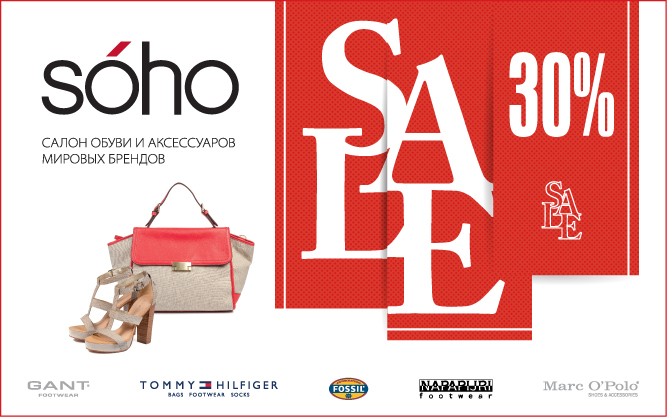 sóho
САЛОН ОБУВИ И АКСЕССУАРОВ
МИРОВЫХ БРЕНДОВ
SALE
30%
SALE
GANT
FOOTWEAR
TOMMY HILFIGER
BAGS FOOTWEAR SOCKS
FOSSIL
NAPAPIJRI
footwear
Marc O'Polo
SHOES & ACCESSORIES